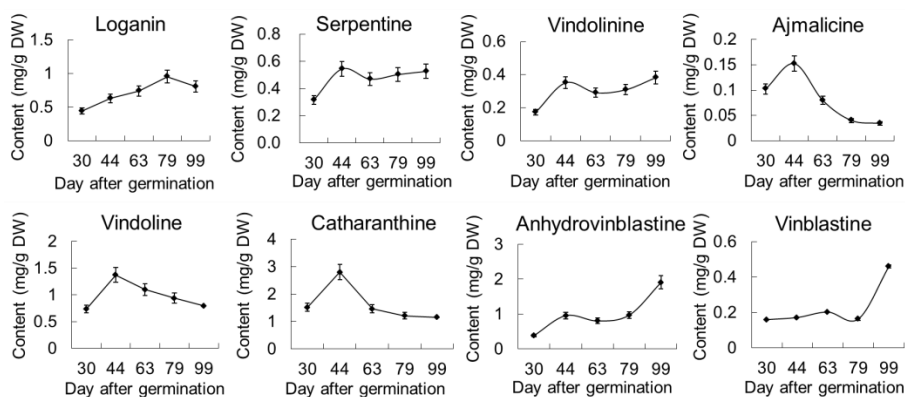 Loganin
Content (mg/g DW)
1.5
1
0.5
0
30 44 63 79 99
Day after germination
Serpentine
Content (mg/g DW)
0.8
0.6
0.4
0.2
0.0
30 44 63 79 99
Day after germination
Vindolinine
Content (mg/g DW)
0.6
0.4
0.2
0
30 44 63 79 99
Day after germination
Ajmalicine
Content (mg/g DW)
0.2
0.15
0.1
0.05
0
30 44 63 79 99
Day after germination
Vindoline
Content (mg/g DW)
2
1.5
1
0.5
0
30 44 63 79 99
Day after germination
Catharanthine
Content (mg/g DW)
4
3
2
1
0
30 44 63 79 99
Day after germination
Anhydrovinblastine
Content (mg/g DW)
3
2
1
0
30 44 63 79 99
Day after germination
Vinblastine
Content (mg/g DW)
0.6
0.4
0.2
0.0
30 44 63 79 99
Day after germination